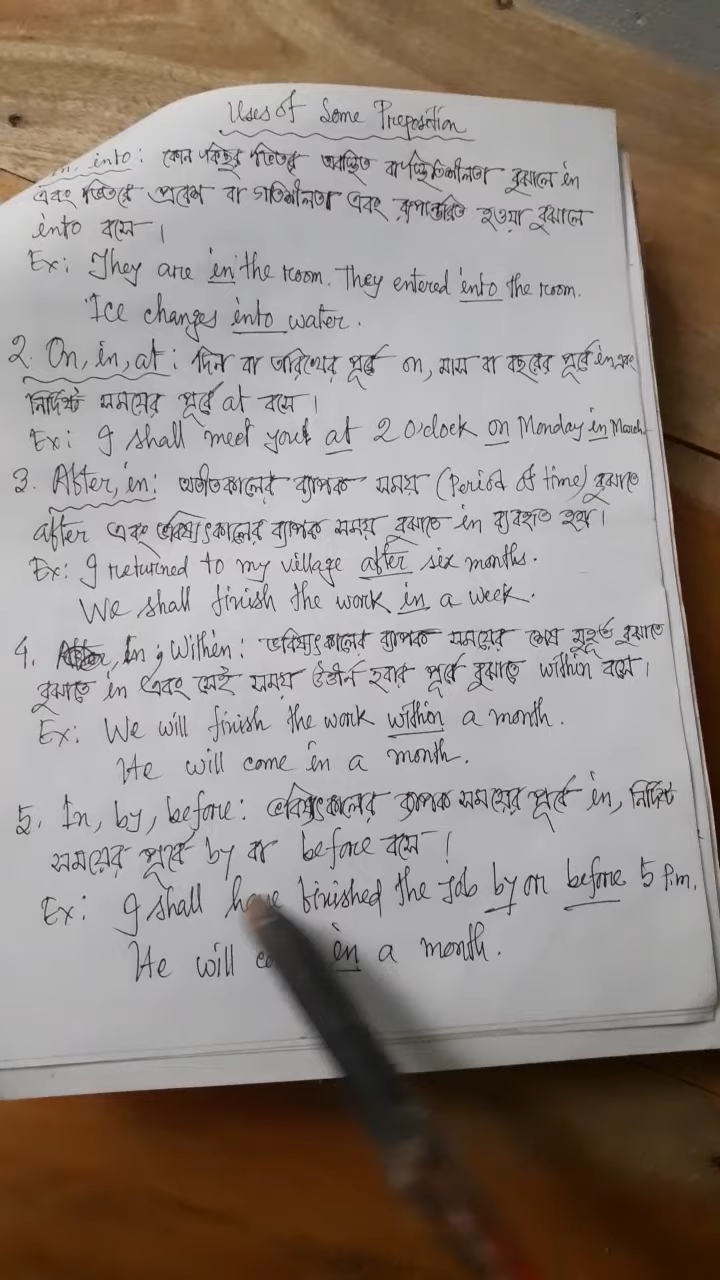 Uses of Some Preposition
in, into: কোন কিছুর ভিতর অবস্থিত বা স্থিতিশীলতা বুঝালে in
এবং ভিতরে প্রবেশ বা গতিশীলতা এবং রূপান্তরিত হওয়া বুঝালে
into বসে।
Ex: They are in the room. They entered into the room.
Ice changes into water.
2. On, in, at: দিন বা তারিখের পূর্বে on, মাস বা বছরের পূর্বে in এবং
নির্দিষ্ট সময়ের পূর্বে at বসে।
Ex: I shall meet you at 2 O'clock on Monday in March.
3. After, in: অতীতকালের ব্যাপক সময় (Period of time) বুঝাতে
after এবং ভবিষ্যৎকালের ব্যাপক সময় বুঝাতে in ব্যবহৃত হয়।
Ex: I returned to my village after six months.
We shall finish the work in a week.
4. in, Within: ভবিষ্যৎকালের ব্যাপক সময়ের শেষ মুহূর্ত বুঝাতে
বুঝাতে in এবং সেই সময় উত্তীর্ন হবার পূর্বে বুঝাতে within বসে।
Ex: We will finish the work within a month.
He will come in a month.
5. In, by, before: ভবিষ্যৎকালের ব্যাপক সময়ের পূর্বে in, নির্দিষ্ট
সময়ের পূর্বে by বা before বসে।
Ex: I shall have finished the Job by or before 5 P.m.
He will in a month.